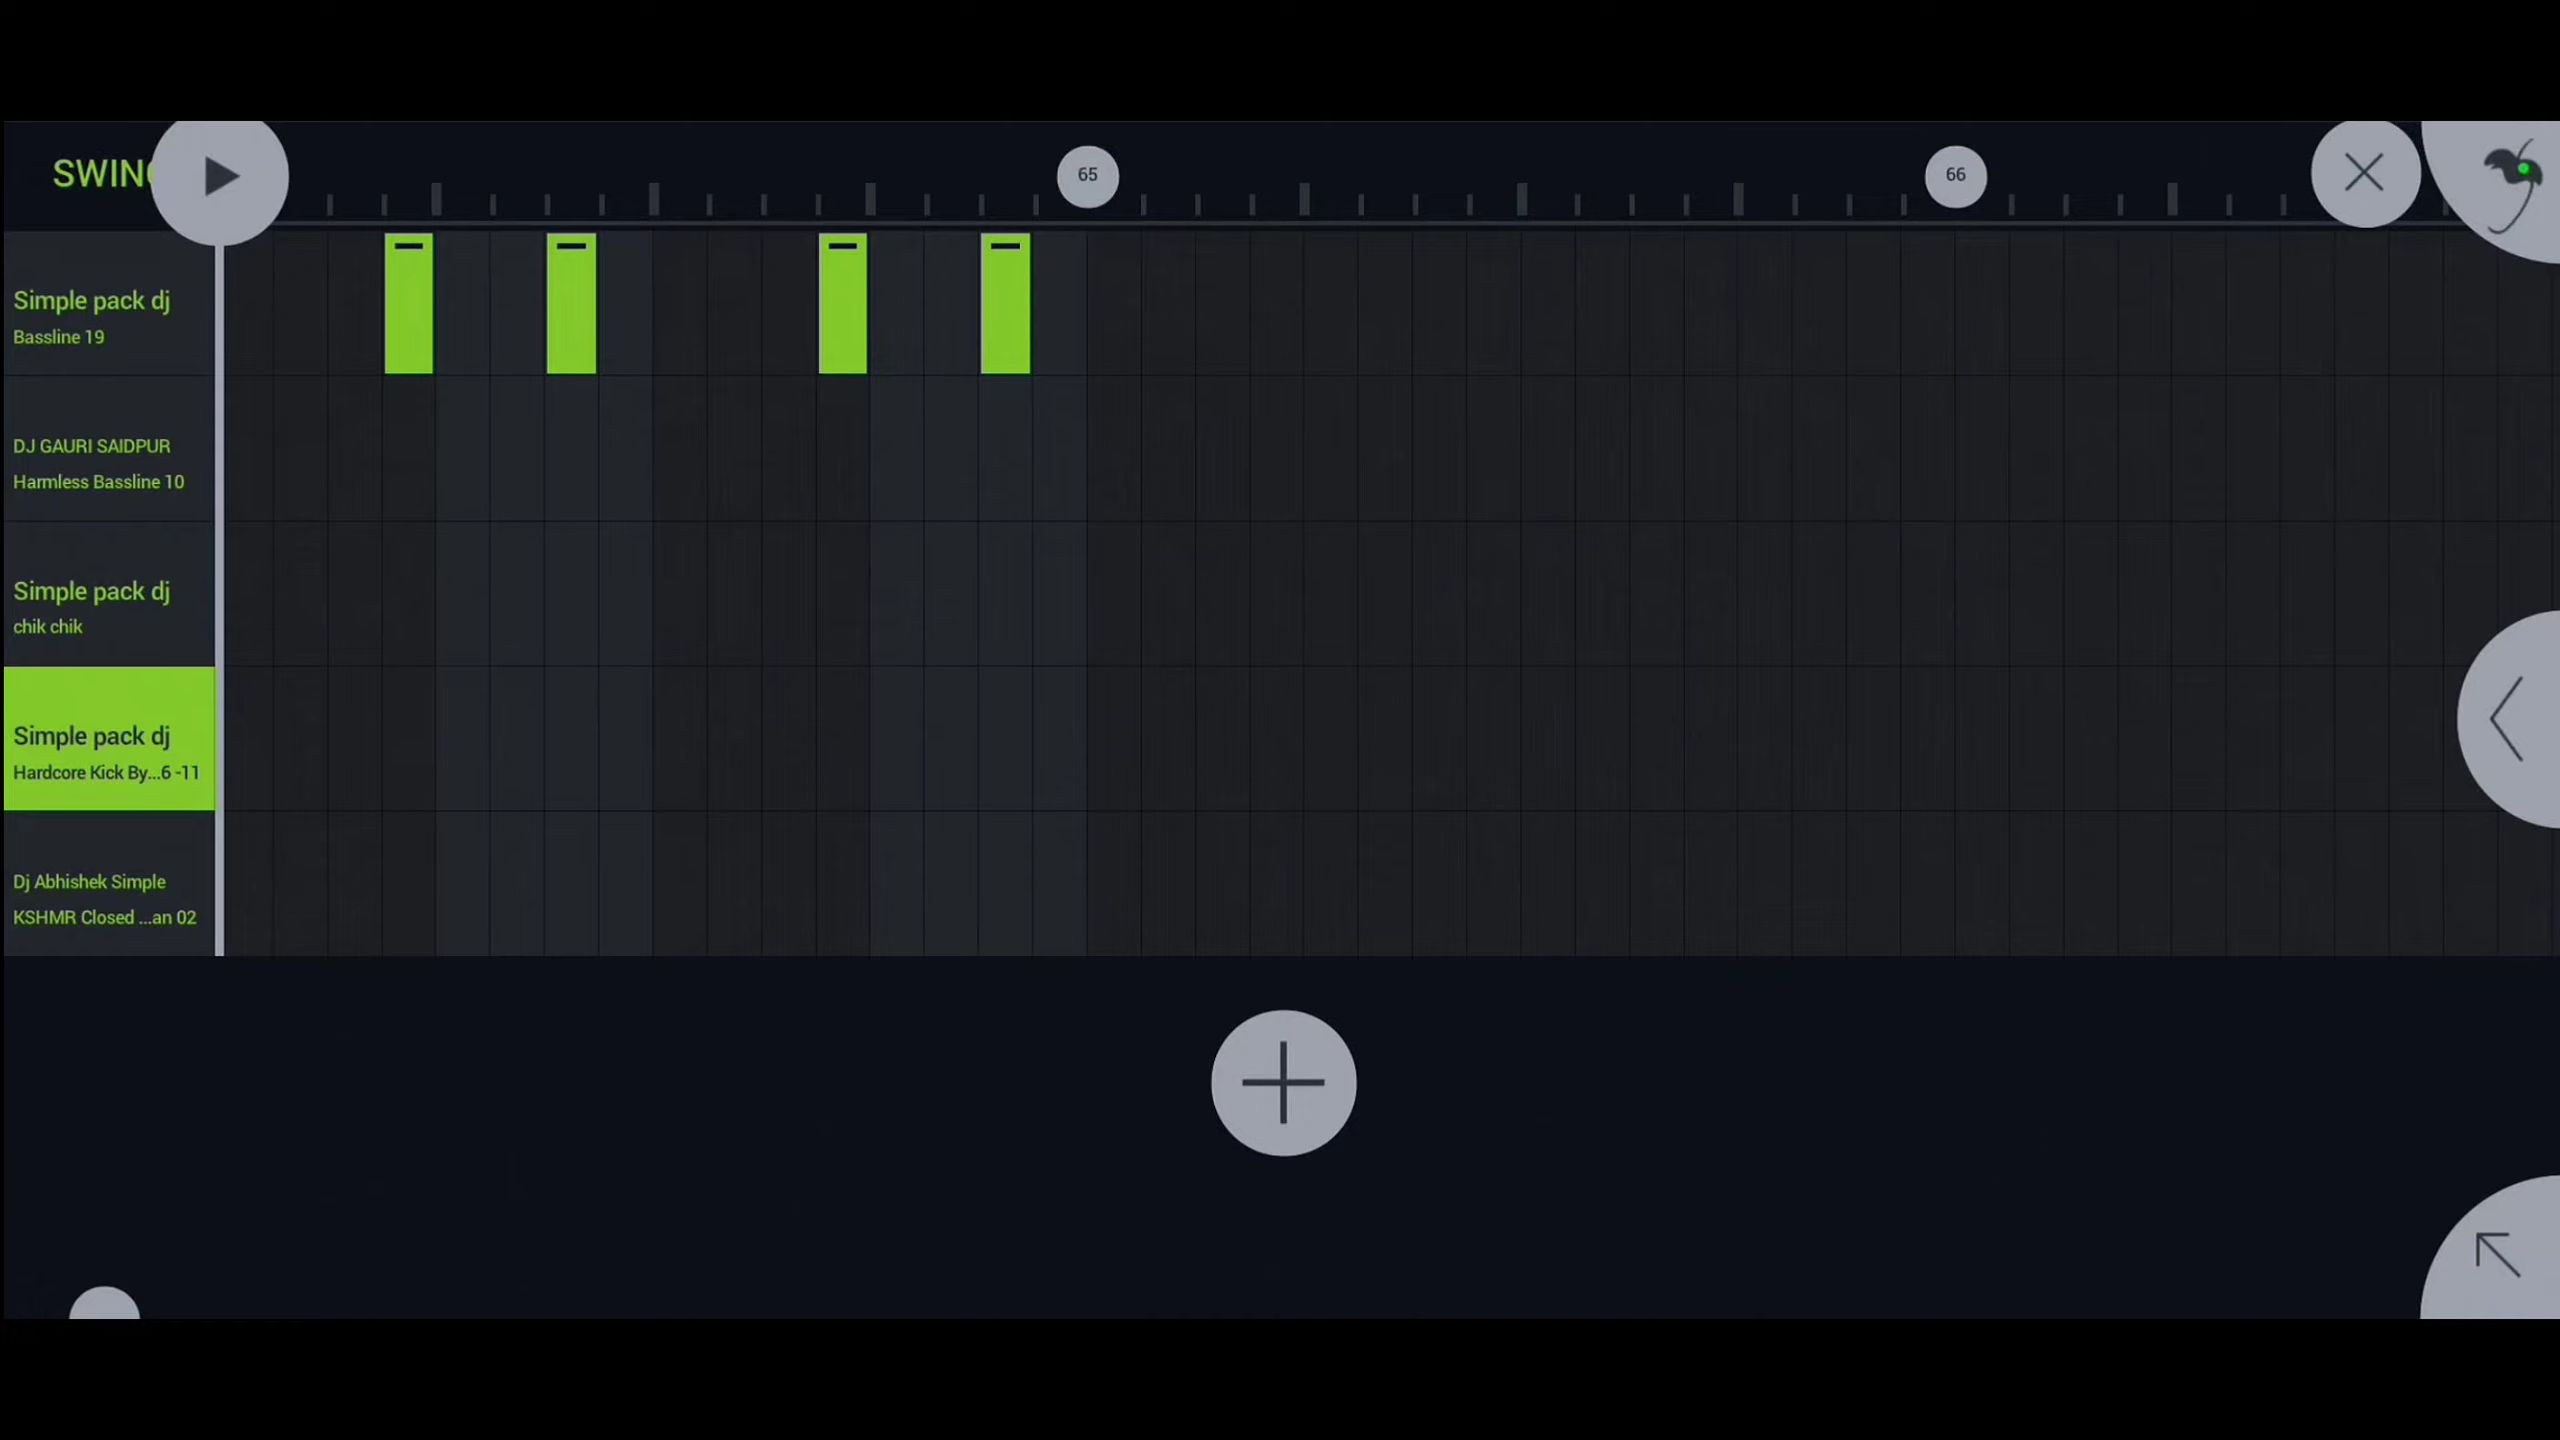 SWING
65
66
Simple pack dj
Bassline 19
DJ GAURI SAIDPUR
Harmless Bassline 10
Simple pack dj
chik chik
Simple pack dj
Hardcore Kick By...6 -11
Dj Abhishek Simple
KSHMR Closed ...an 02